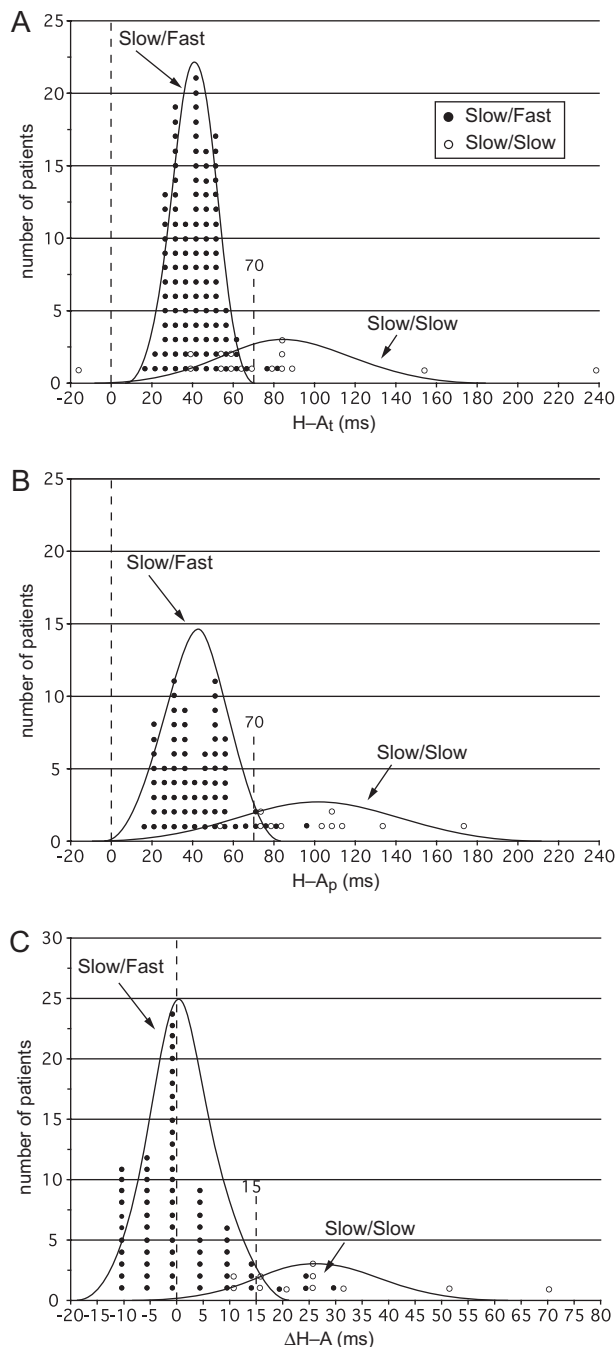 A
number of patients
25
20
15
10
5
0
Slow/Fast
● Slow/Fast
○ Slow/Slow
70
Slow/Slow
-20 0 20 40 60 80 100 120 140 160 180 200 220 240
H–At (ms)
B
number of patients
25
20
15
10
5
0
Slow/Fast
70
Slow/Slow
-20 0 20 40 60 80 100 120 140 160 180 200 220 240
H–Ap (ms)
C
number of patients
30
25
20
15
10
5
0
Slow/Fast
15
Slow/Slow
-20 -15 -10 -5 0 5 10 15 20 25 30 35 40 45 50 55 60 65 70 75 80
ΔH–A (ms)